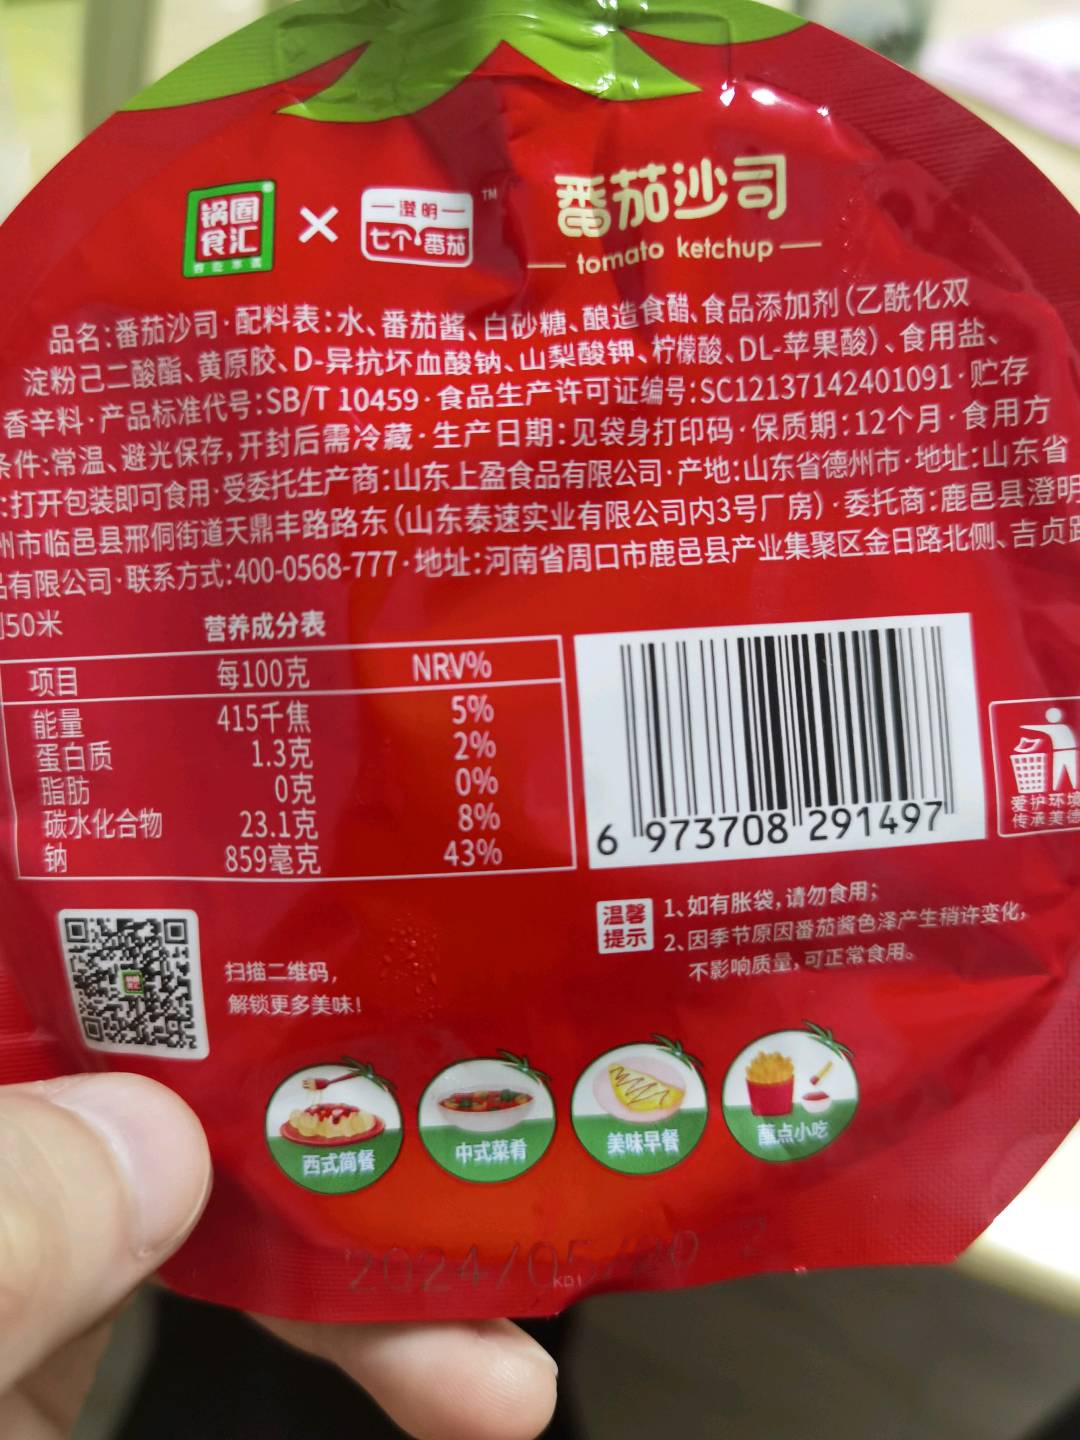 锅圈
食汇
×
澄明
七个番茄
TM
番茄沙司
tomato ketchup
品名:番茄沙司·配料表:水、番茄酱、白砂糖、酿造食醋、食品添加剂(乙酰化双
淀粉己二酸酯、黄原胶、D-异抗坏血酸钠、山梨酸钾、柠檬酸、DL-苹果酸)、食用盐、
香辛料·产品标准代号:SB/T 10459·食品生产许可证编号:SC12137142401091·贮存
条件:常温、避光保存,开封后需冷藏·生产日期:见袋身打印码·保质期:12个月·食用方
:打开包装即可食用·受委托生产商:山东上盈食品有限公司·产地:山东省德州市·地址:山东省
州市临邑县邢侗街道天鼎丰路路东(山东泰速实业有限公司内3号厂房)·委托商:鹿邑县澄明
品有限公司·联系方式:400-0568-777·地址:河南省周口市鹿邑县产业集聚区金日路北侧、吉贞路
50米
营养成分表
项目 每100克 NRV%
能量 415千焦 5%
蛋白质 1.3克 2%
脂肪 0克 0%
碳水化合物 23.1克 8%
钠 859毫克 43%
6 973708 291497
爱护环境
传承美德
温馨
提示
1、如有胀袋,请勿食用;
2、因季节原因番茄酱色泽产生稍许变化,
不影响质量,可正常食用。
扫描二维码,
解锁更多美味!
西式简餐
中式菜肴
美味早餐
蘸点小吃
2024/05/20 2